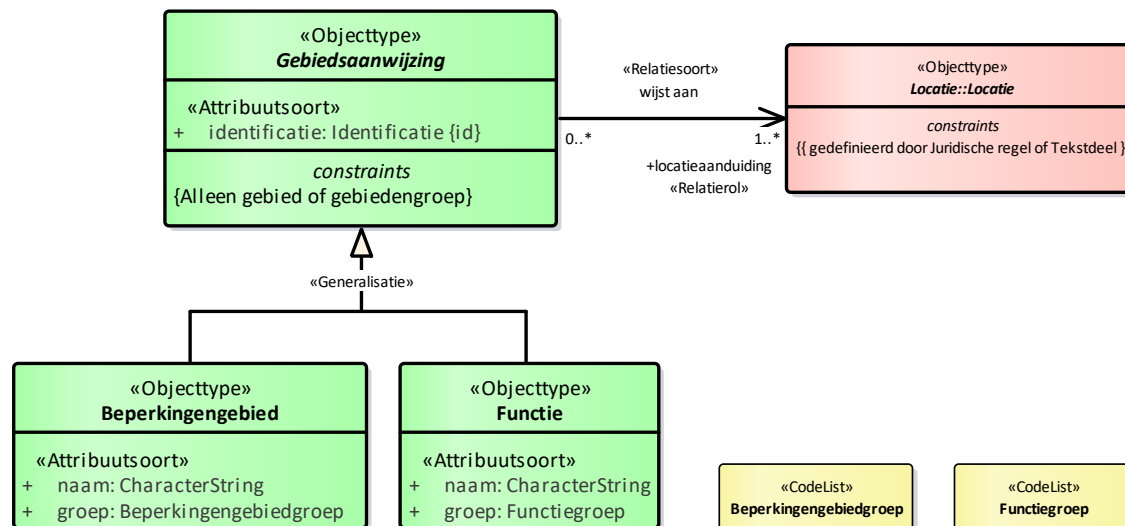 «Objecttype»
Gebiedsaanwijzing
«Attribuutsoort»
+ identificatie: Identificatie {id}
constraints
{Alleen gebied of gebiedengroep}
«Relatiesoort»
wijst aan
0..*
1..*
+locatieaanduiding
«Relatierol»
«Objecttype»
Locatie::Locatie
constraints
{{ gedefinieerd door Juridische regel of Tekstdeel }
«Generalisatie»
«Objecttype»
Beperkingengebied
«Attribuutsoort»
+ naam: CharacterString
+ groep: Beperkingengebiedgroep
«Objecttype»
Functie
«Attribuutsoort»
+ naam: CharacterString
+ groep: Functiegroep
«CodeList»
Beperkingengebiedgroep
«CodeList»
Functiegroep